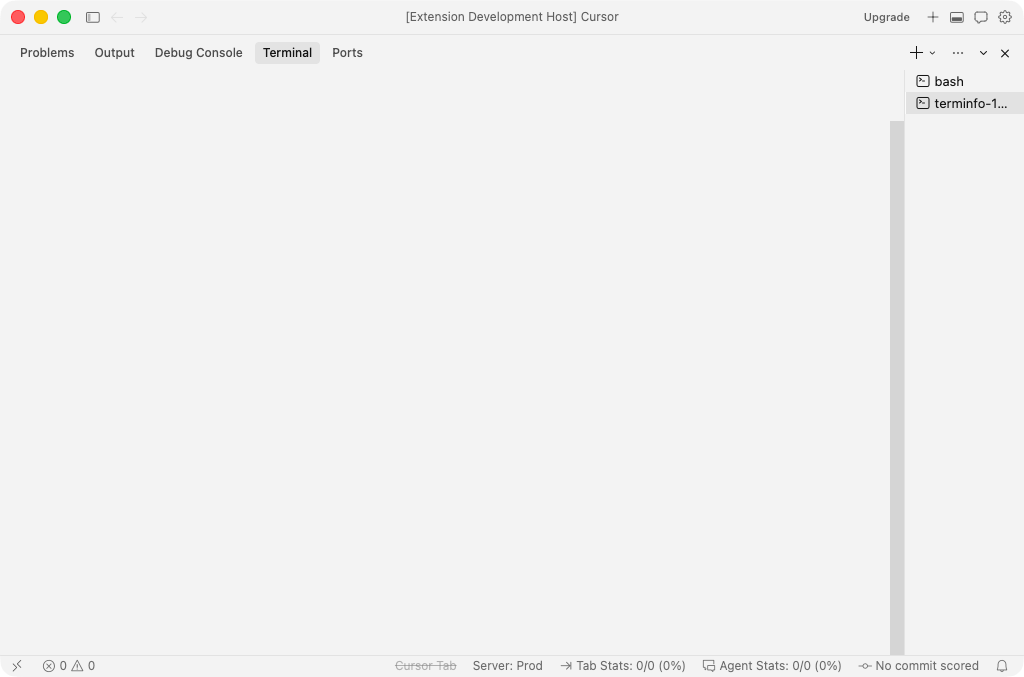 [Extension Development Host] Cursor
Upgrade
Problems Output Debug Console Terminal Ports
bash
terminfo-1...
0 0 Cursor Tab Server: Prod Tab Stats: 0/0 (0%) Agent Stats: 0/0 (0%) No commit scored